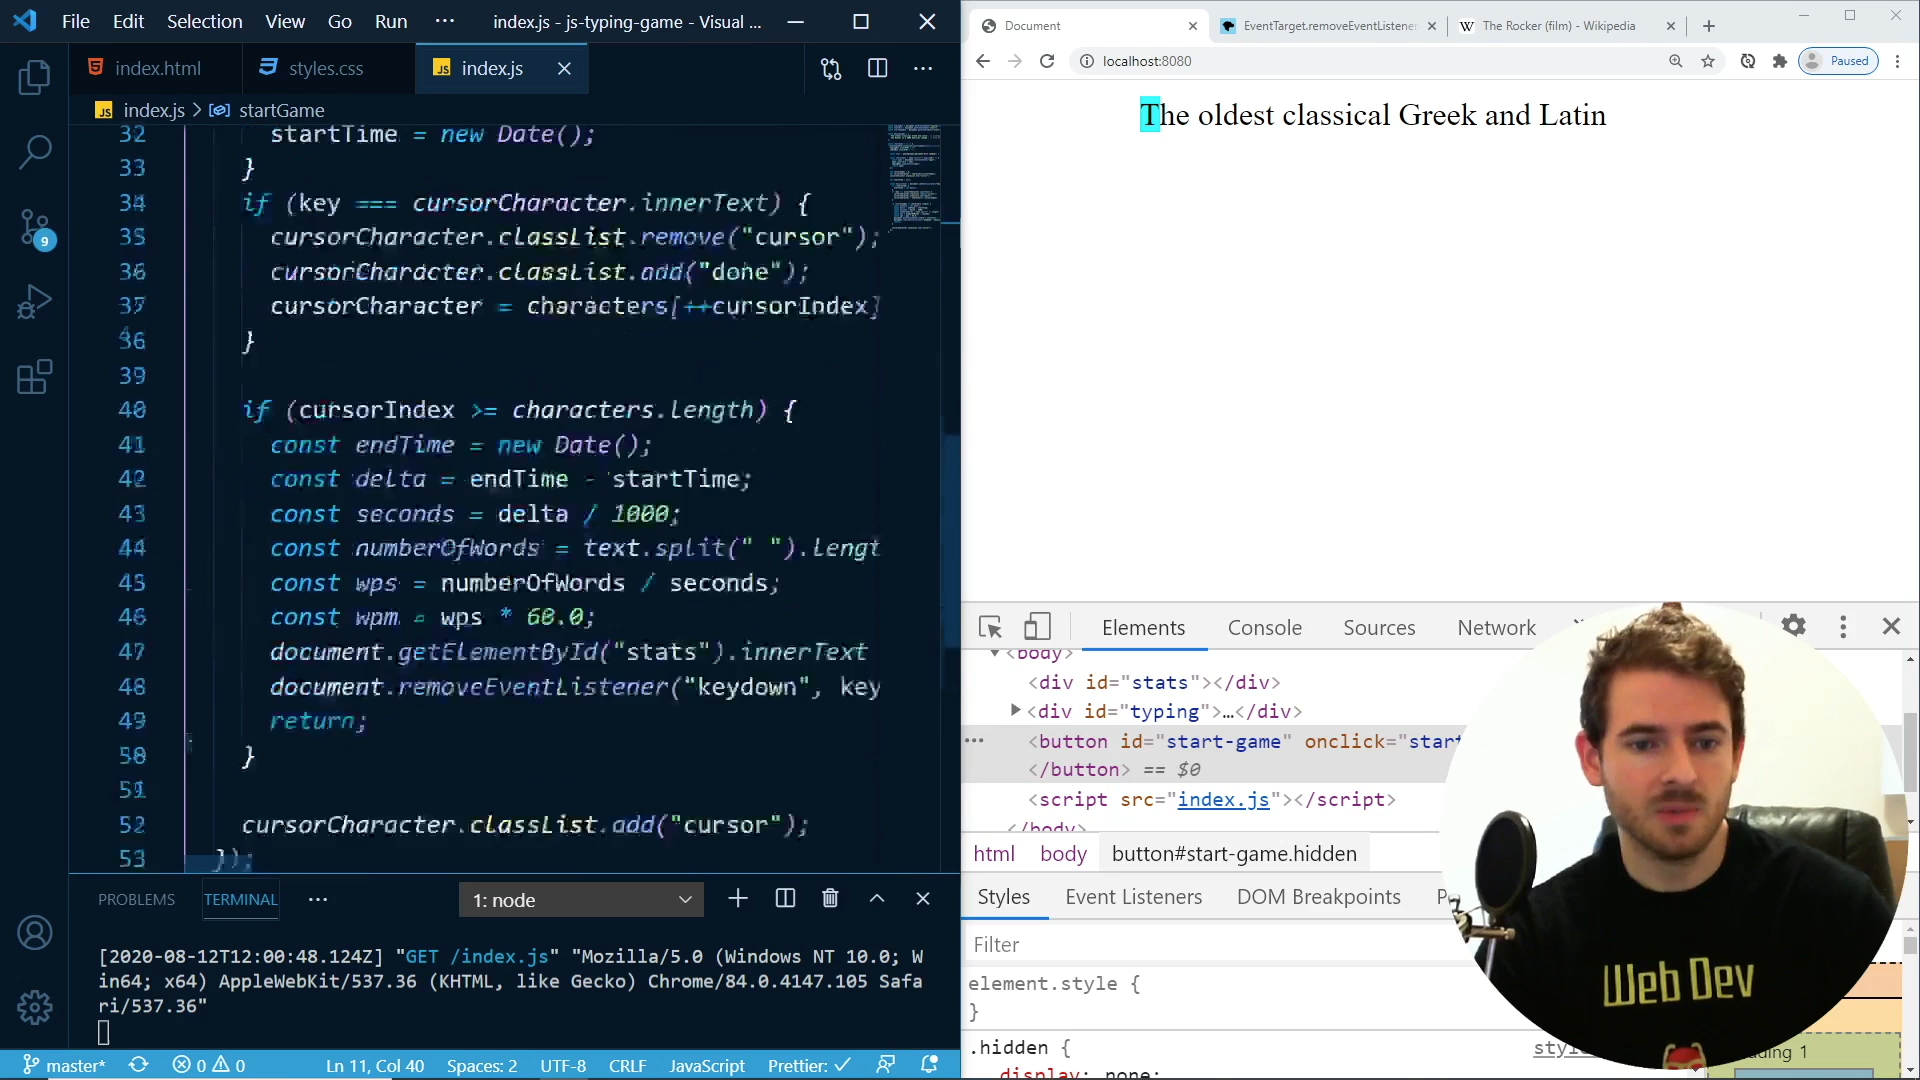 File Edit Selection View Go Run ··· index.js - js-typing-game - Visual ...
index.html styles.css index.js
index.js > startGame
32 startTime = new Date();
33 }
34 if (key === cursorCharacter.innerText) {
35 cursorCharacter.classList.remove("cursor");
36 cursorCharacter.classList.add("done");
37 cursorCharacter = characters[++cursorIndex]
38 }
39
40 if (cursorIndex >= characters.length) {
41 const endTime = new Date();
42 const delta = endTime - startTime;
43 const seconds = delta / 1000;
44 const numberOfWords = text.split(" ").lengt
45 const wps = numberOfWords / seconds;
46 const wpm = wps * 60.0;
47 document.getElementById("stats").innerText
48 document.removeEventListener("keydown", key
49 return;
50 }
51
52 cursorCharacter.classList.add("cursor");
53 });
9
PROBLEMS TERMINAL ··· 1: node
[2020-08-12T12:00:48.124Z] "GET /index.js" "Mozilla/5.0 (Windows NT 10.0; W
in64; x64) AppleWebKit/537.36 (KHTML, like Gecko) Chrome/84.0.4147.105 Safa
ri/537.36"
master* 0 0 Ln 11, Col 40 Spaces: 2 UTF-8 CRLF JavaScript Prettier: ✓
Document EventTarget.removeEventListener The Rocker (film) - Wikipedia
localhost:8080 Paused
The oldest classical Greek and Latin
Elements Console Sources Network
<body>
<div id="stats"></div>
<div id="typing">…</div>
<button id="start-game" onclick="star
</button> == $0
<script src="index.js"></script>
</body>
html body button#start-game.hidden
Styles Event Listeners DOM Breakpoints P
Filter
element.style {
}
.hidden {
display: none;
Web Dev